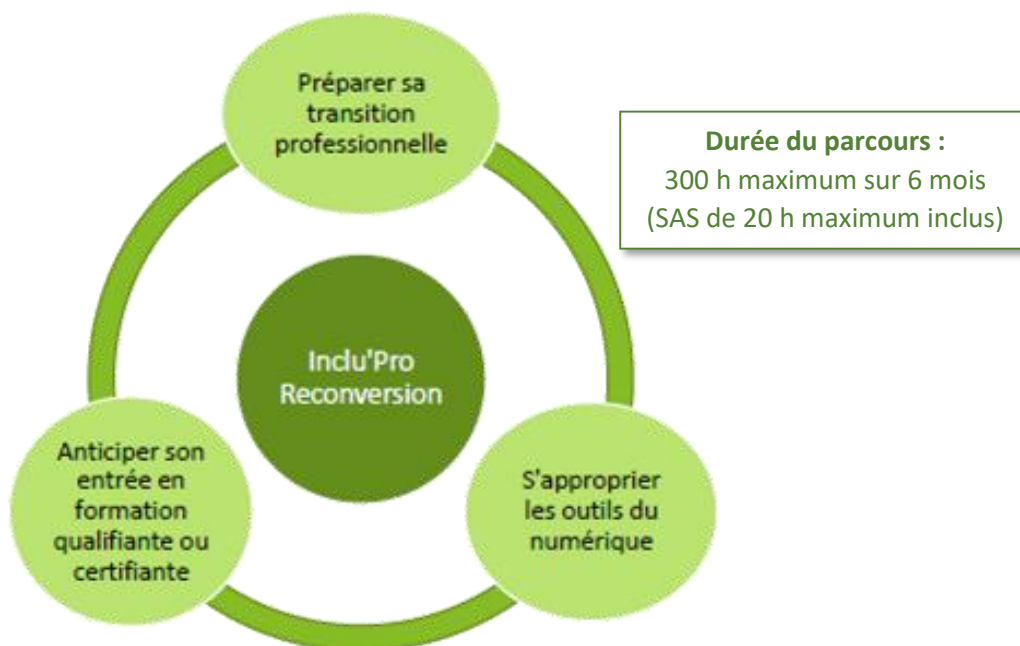 Préparer sa
transition
professionnelle
Durée du parcours :
300 h maximum sur 6 mois
(SAS de 20 h maximum inclus)
Inclu'Pro
Reconversion
Anticiper son
entrée en
formation
qualifiante ou
certifiante
S'approprier
les outils du
numérique